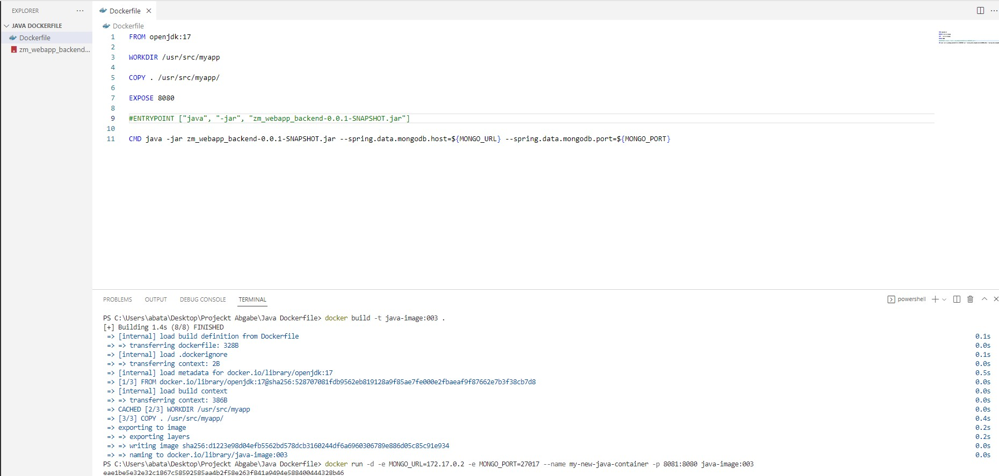 EXPLORER
JAVA DOCKERFILE
Dockerfile
zm_webapp_backend...
Dockerfile
Dockerfile
1 FROM openjdk:17
2
3 WORKDIR /usr/src/myapp
4
5 COPY . /usr/src/myapp/
6
7 EXPOSE 8080
8
9 #ENTRYPOINT ["java", "-jar", "zm_webapp_backend-0.0.1-SNAPSHOT.jar"]
10
11 CMD java -jar zm_webapp_backend-0.0.1-SNAPSHOT.jar --spring.data.mongodb.host=${MONGO_URL} --spring.data.mongodb.port=${MONGO_PORT}
PROBLEMS OUTPUT DEBUG CONSOLE TERMINAL powershell
PS C:\Users\abata\Desktop\Projeckt Abgabe\Java Dockerfile> docker build -t java-image:003 .
[+] Building 1.4s (8/8) FINISHED
=> [internal] load build definition from Dockerfile 0.1s
=> => transferring dockerfile: 328B 0.0s
=> [internal] load .dockerignore 0.1s
=> => transferring context: 2B 0.0s
=> [internal] load metadata for docker.io/library/openjdk:17 0.5s
=> [1/3] FROM docker.io/library/openjdk:17@sha256:528707081fdb9562eb819128a9f85ae7fe000e2fbaeaf9f87662e7b3f38cb7d8 0.0s
=> [internal] load build context 0.0s
=> => transferring context: 386B 0.0s
=> CACHED [2/3] WORKDIR /usr/src/myapp 0.0s
=> [3/3] COPY . /usr/src/myapp/ 0.4s
=> exporting to image 0.2s
=> => exporting layers 0.2s
=> => writing image sha256:d1223e98d04efb5562bd578dcb3160244df6a6960306789e886d05c85c91e934 0.0s
=> => naming to docker.io/library/java-image:003 0.0s
PS C:\Users\abata\Desktop\Projeckt Abgabe\Java Dockerfile> docker run -d -e MONGO_URL=172.17.0.2 -e MONGO_PORT=27017 --name my-new-java-container -p 8081:8080 java-image:003
eae1be5e32e32c1867c58592585aa4b2f58e263f841a9494e588400444328b46